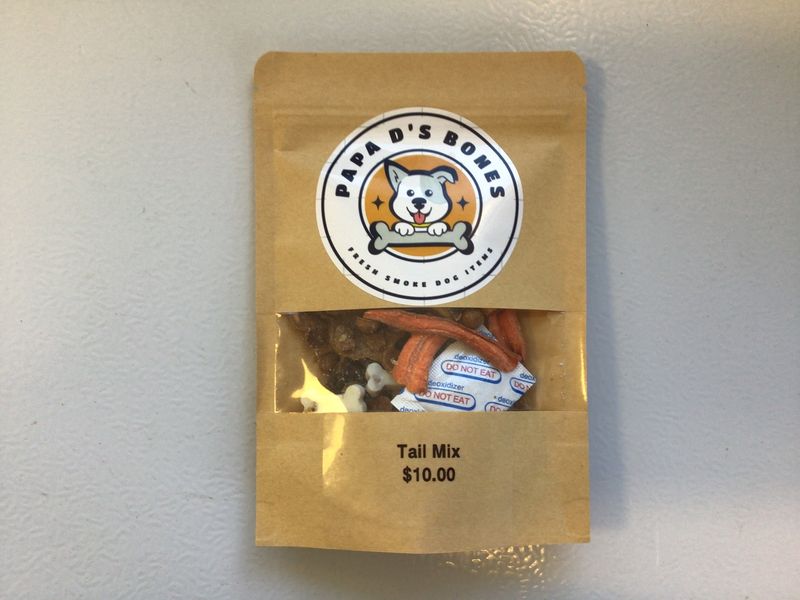 PAPA D'S BONES
FRESH SMOKE DOG ITEMS
deoxidizer
DO NOT EAT
deoxidizer
DO NOT EAT
Tail Mix
$10.00